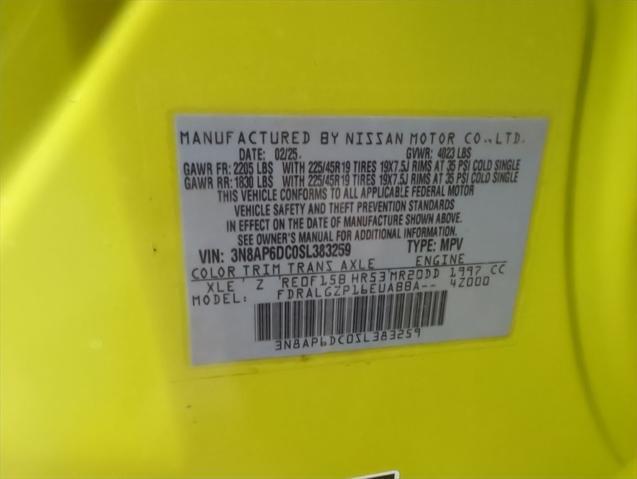 MANUFACTURED BY NISSAN MOTOR CO.,LTD.
DATE: 02/25 GVWR: 4023 LBS
GAWR FR: 2205 LBS WITH 225/45R19 TIRES 19X7.5J RIMS AT 35 PSI COLD SINGLE
GAWR RR: 1830 LBS WITH 225/45R19 TIRES 19X7.5J RIMS AT 35 PSI COLD SINGLE
THIS VEHICLE CONFORMS TO ALL APPLICABLE FEDERAL MOTOR
VEHICLE SAFETY AND THEFT PREVENTION STANDARDS
IN EFFECT ON THE DATE OF MANUFACTURE SHOWN ABOVE.
SEE OWNER'S MANUAL FOR ADDITIONAL INFORMATION.
VIN: 3N8AP6DC0SL383259 TYPE: MPV
COLOR TRIM TRANS AXLE ENGINE
XLE Z RE0F15B HR53 MR20DD 1997 CC
MODEL: FDRALGZP16EUABBA-- 4Z000
3N8AP6DC0SL383259